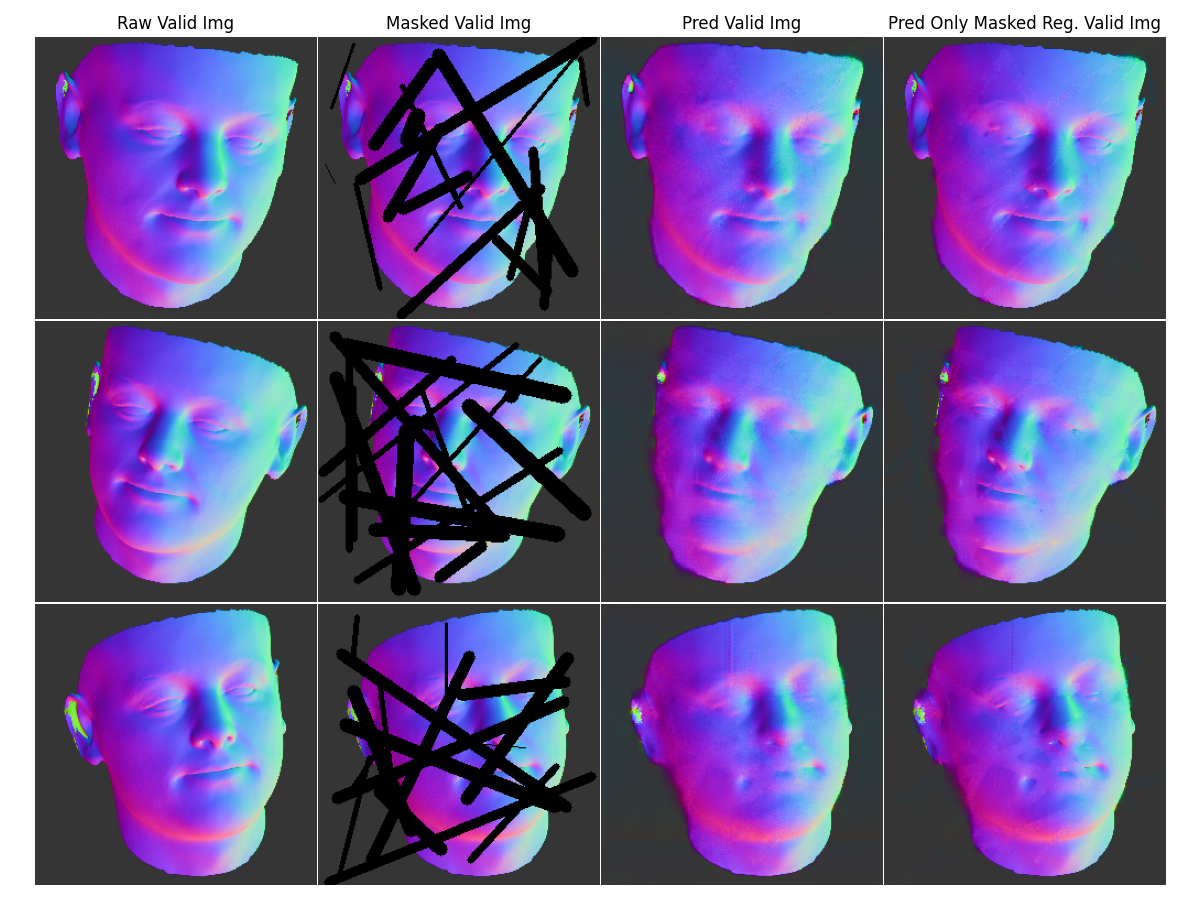 Raw Valid Img
Masked Valid Img
Pred Valid Img
Pred Only Masked Reg. Valid Img